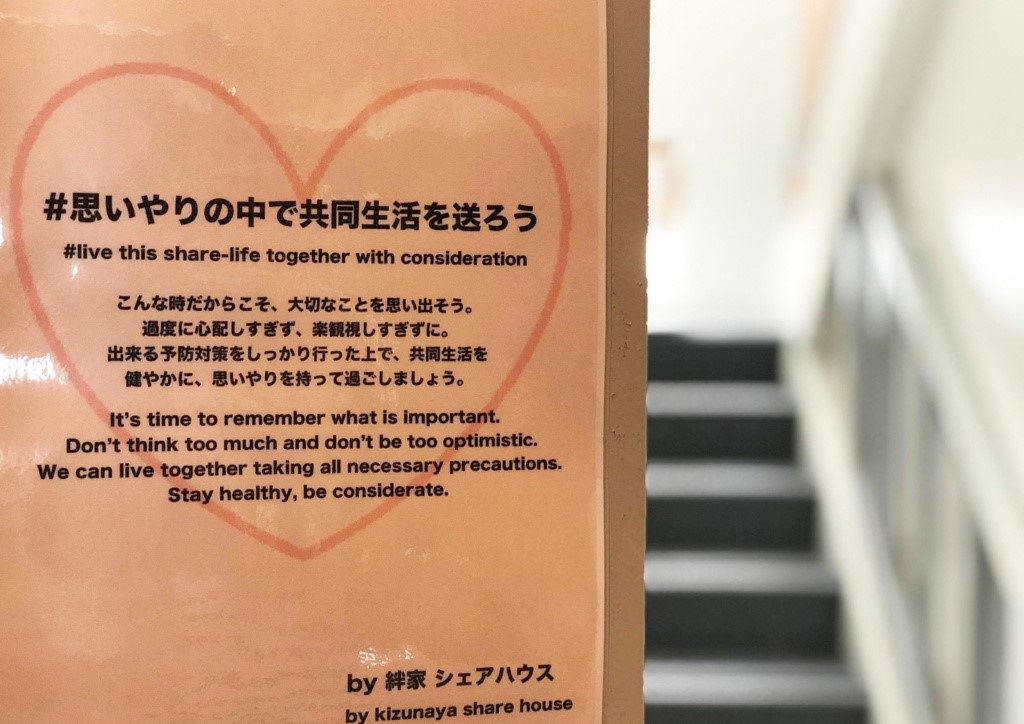 #思いやりの中で共同生活を送ろう
#live this share-life together with consideration
こんな時だからこそ、大切なことを思い出そう。
過度に心配しすぎず、楽観視しすぎずに。
出来る予防対策をしっかり行った上で、共同生活を
健やかに、思いやりを持って過ごしましょう。
It's time to remember what is important.
Don't think too much and don't be too optimistic.
We can live together taking all necessary precautions.
Stay healthy, be considerate.
by 絆家 シェアハウス
by kizunaya share house